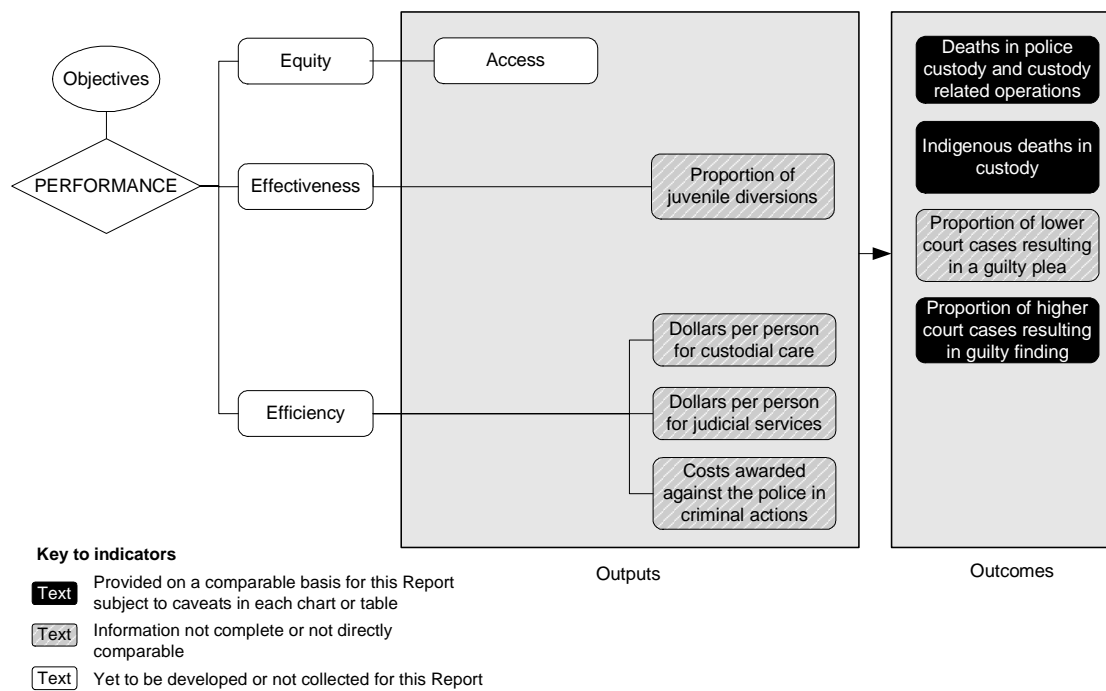 Objectives
PERFORMANCE
Equity
Access
Effectiveness
Proportion of
juvenile diversions
Efficiency
Dollars per person
for custodial care
Dollars per person
for judicial services
Costs awarded
against the police in
criminal actions
Outputs
Deaths in police
custody and custody
related operations
Indigenous deaths in
custody
Proportion of lower
court cases resulting
in a guilty plea
Proportion of higher
court cases resulting
in guilty finding
Outcomes
Key to indicators
Text
Provided on a comparable basis for this Report
subject to caveats in each chart or table
Text
Information not complete or not directly
comparable
Text
Yet to be developed or not collected for this Report